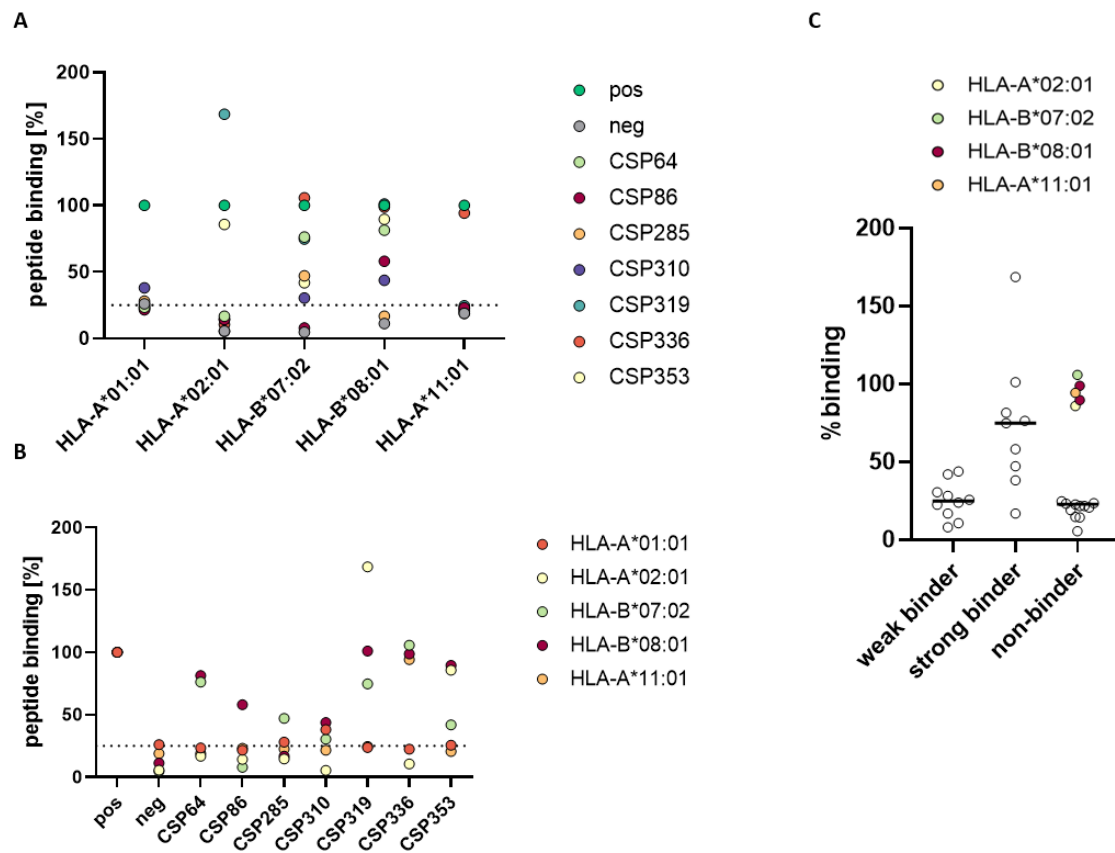 A
peptide binding [%]
200
150
100
50
0
HLA-A*01:01
HLA-A*02:01
HLA-B*07:02
HLA-B*08:01
HLA-A*11:01
pos
neg
CSP64
CSP86
CSP285
CSP310
CSP319
CSP336
CSP353
B
peptide binding [%]
200
150
100
50
0
pos
neg
CSP64
CSP86
CSP285
CSP310
CSP319
CSP336
CSP353
HLA-A*01:01
HLA-A*02:01
HLA-B*07:02
HLA-B*08:01
HLA-A*11:01
C
HLA-A*02:01
HLA-B*07:02
HLA-B*08:01
HLA-A*11:01
% binding
200
150
100
50
0
weak binder
strong binder
non-binder